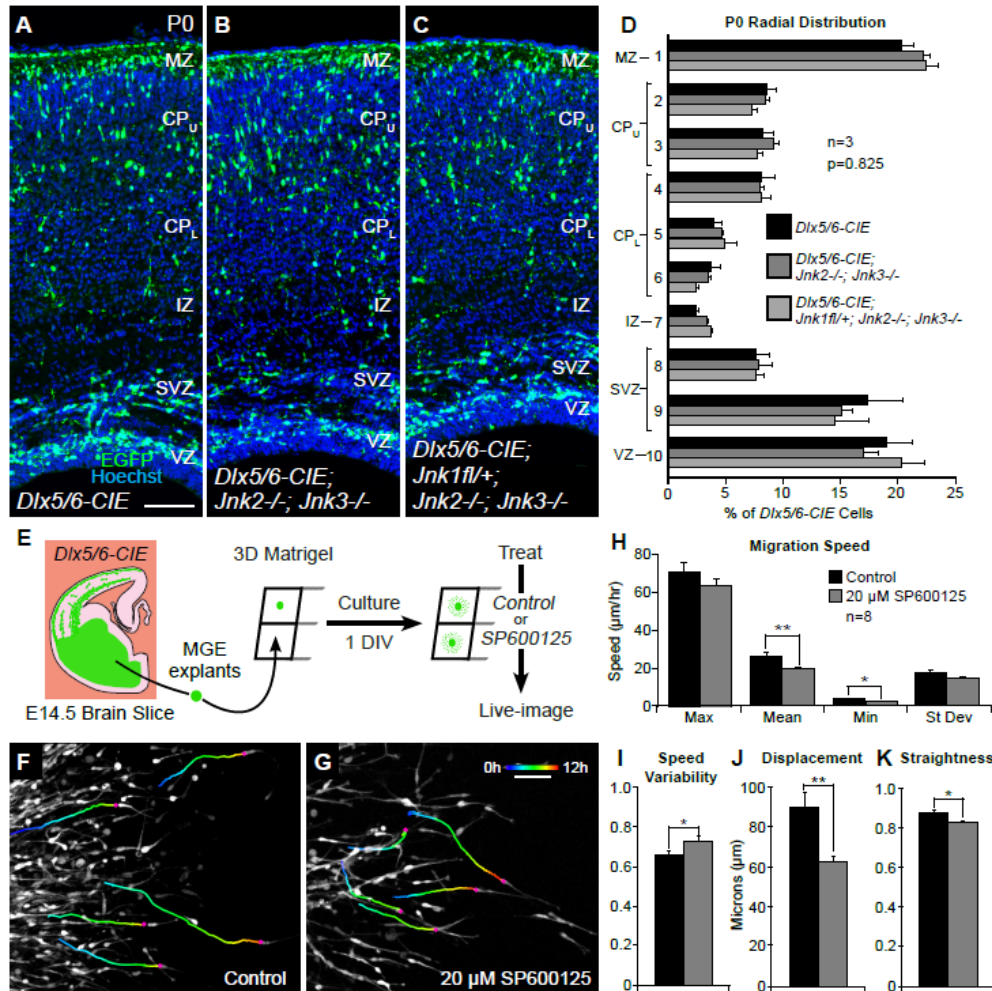 A
P0
MZ
CPU
CPL
IZ
SVZ
VZ
EGFP
Hoechst
Dlx5/6-CIE
B
MZ
CPU
CPL
IZ
SVZ
VZ
Dlx5/6-CIE;
Jnk2-/-; Jnk3-/-
C
MZ
CPU
CPL
IZ
SVZ
VZ
Dlx5/6-CIE;
Jnk1fl/+;
Jnk2-/-; Jnk3-/-
D
P0 Radial Distribution
MZ 1
2
CPU
3
4
CPL 5
6
IZ 7
8
SVZ
9
VZ 10
n=3
p=0.825
Dlx5/6-CIE
Dlx5/6-CIE;
Jnk2-/-; Jnk3-/-
Dlx5/6-CIE;
Jnk1fl/+; Jnk2-/-; Jnk3-/-
0 5 10 15 20 25
% of Dlx5/6-CIE Cells
E
Dlx5/6-CIE
E14.5 Brain Slice
MGE
explants
3D Matrigel
Culture
1 DIV
Treat
Control
or
SP600125
Live-image
F
Control
G
0h 12h
20 µM SP600125
H
Migration Speed
Speed (µm/hr)
80
60
40
20
0
Control
20 µM SP600125
n=8
**
*
Max Mean Min St Dev
I
Speed
Variability
1.0
0.8
0.6
0.4
0.2
0
*
J
Displacement
Microns (µm)
100
80
60
40
20
0
**
K
Straightness
1.0
0.8
0.6
0.4
0.2
0
*